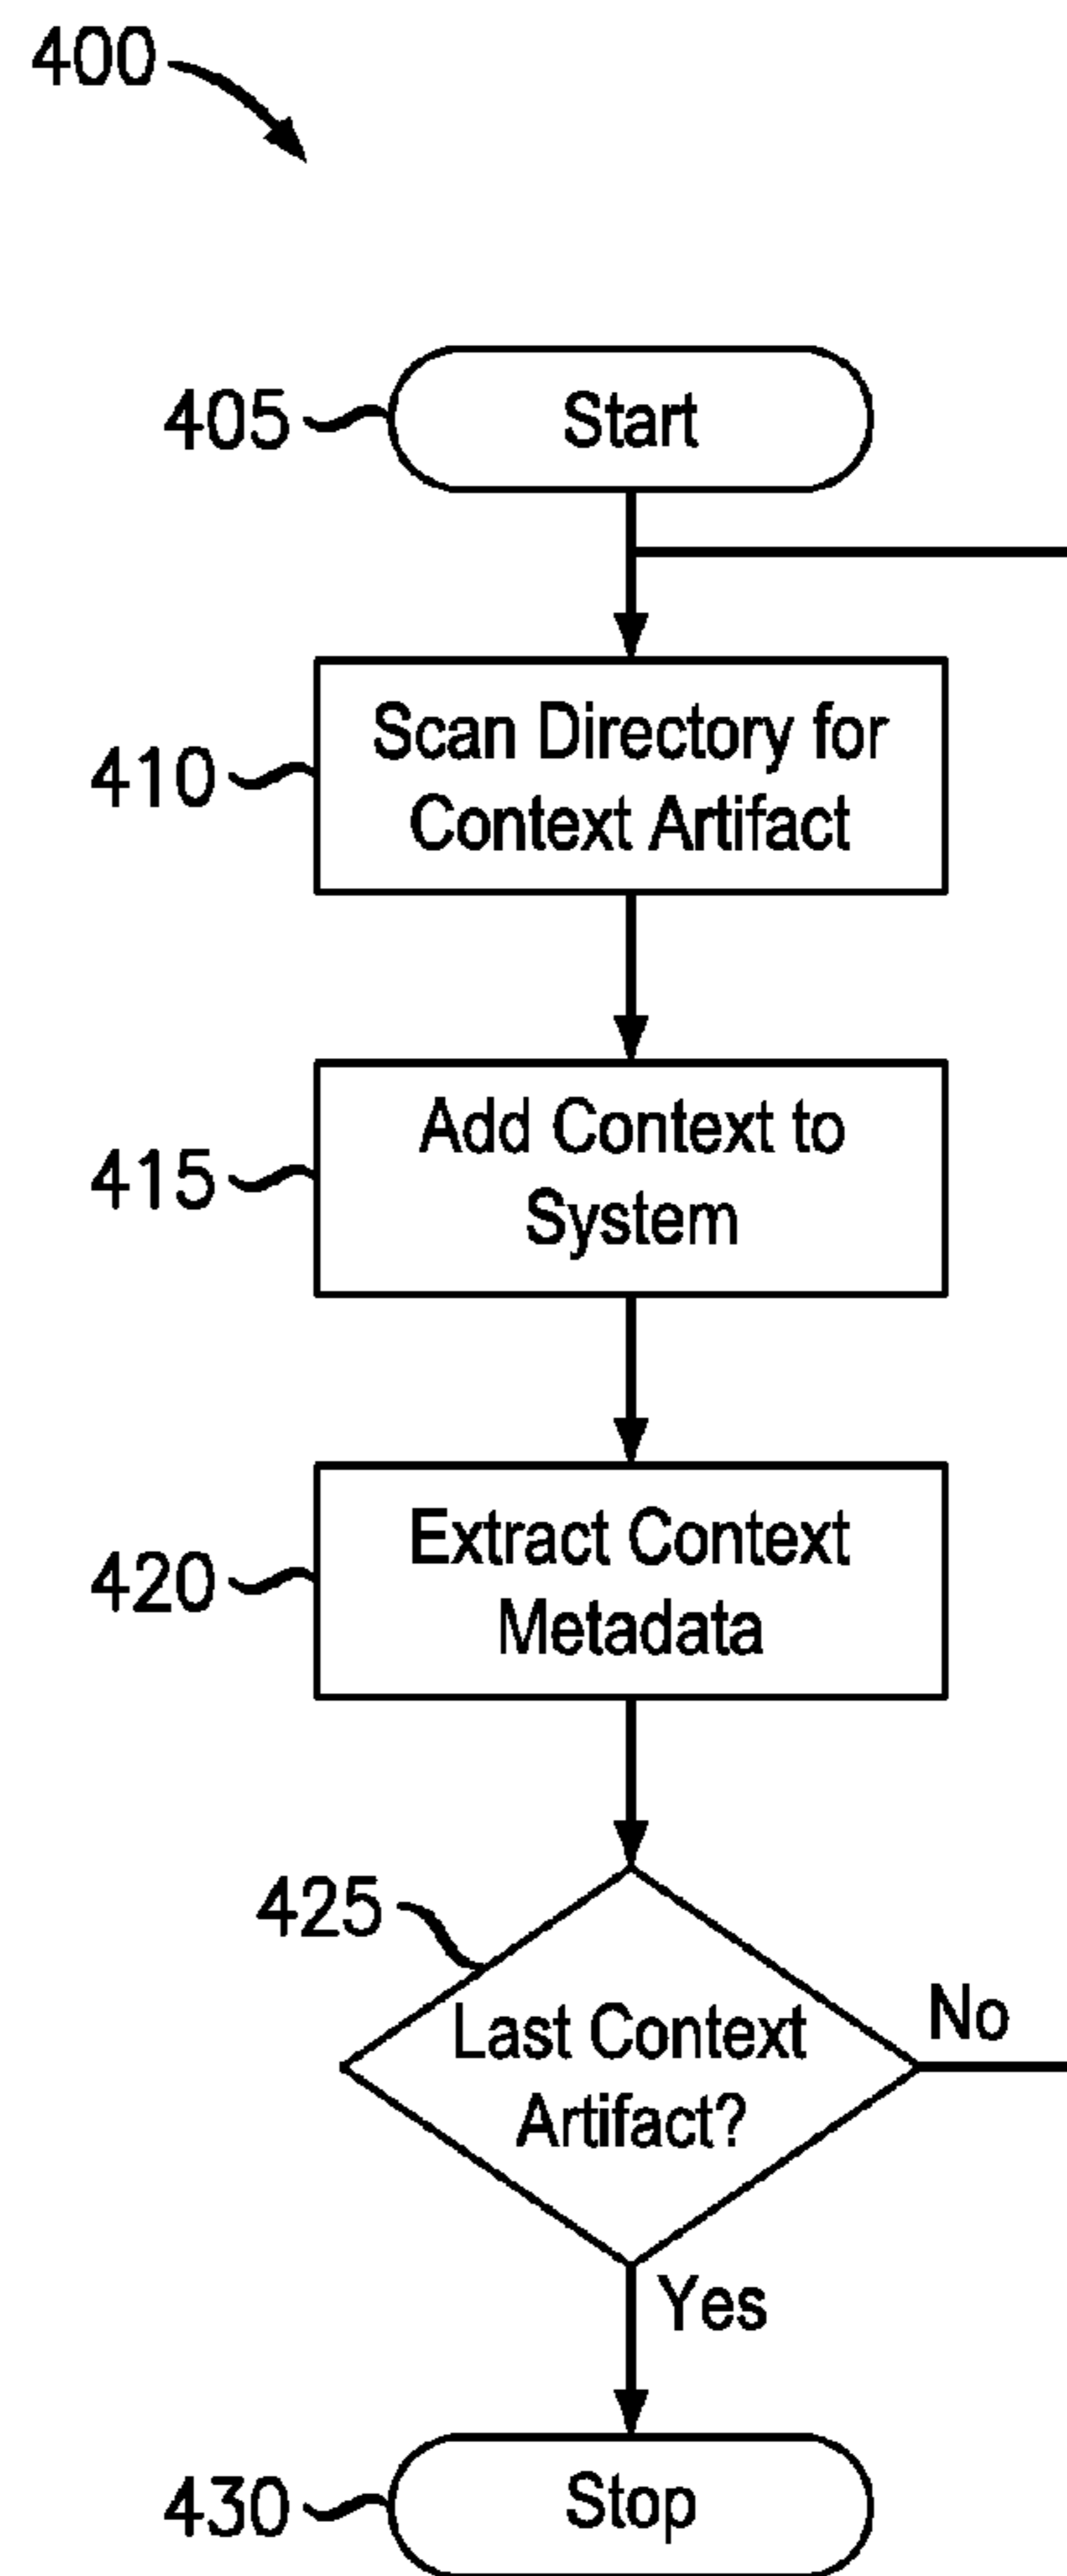 400
405
Start
410
Scan Directory for
Context Artifact
415
Add Context to
System
420
Extract Context
Metadata
425
Last Context
Artifact?
No
Yes
430
Stop